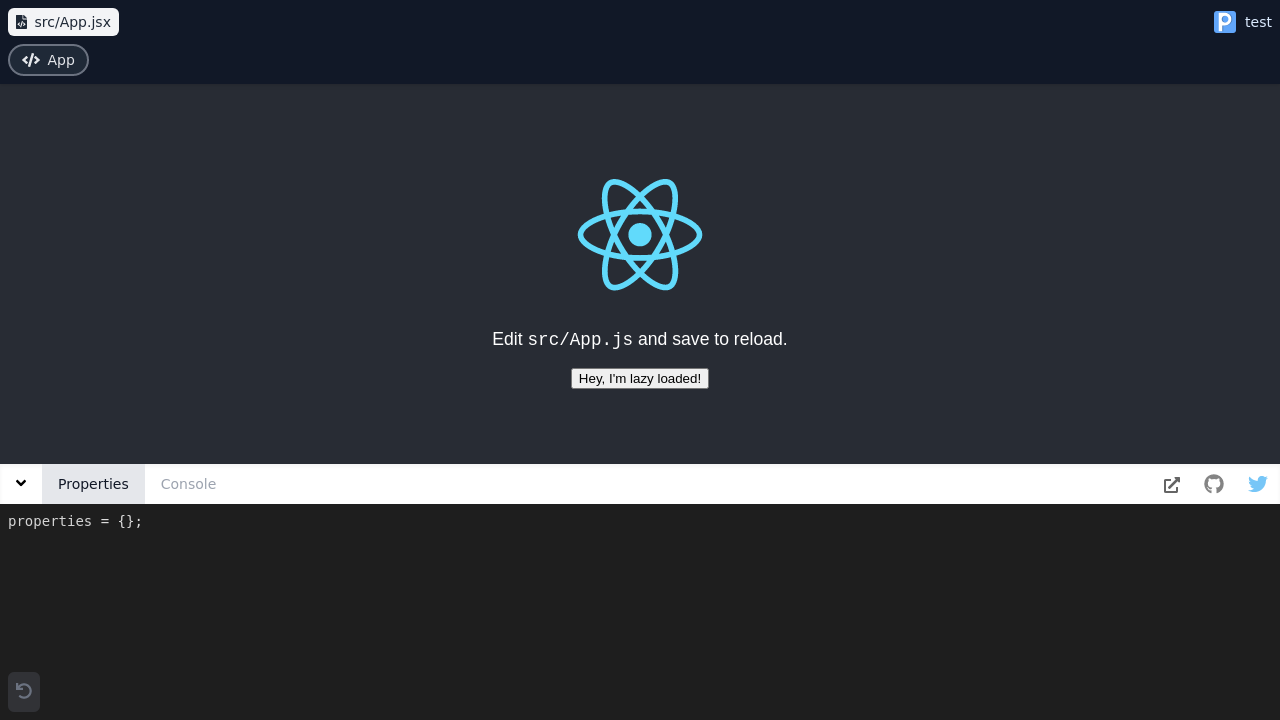 src/App.jsx
test
App
Edit src/App.js and save to reload.
Hey, I'm lazy loaded!
Properties
Console
properties = {};